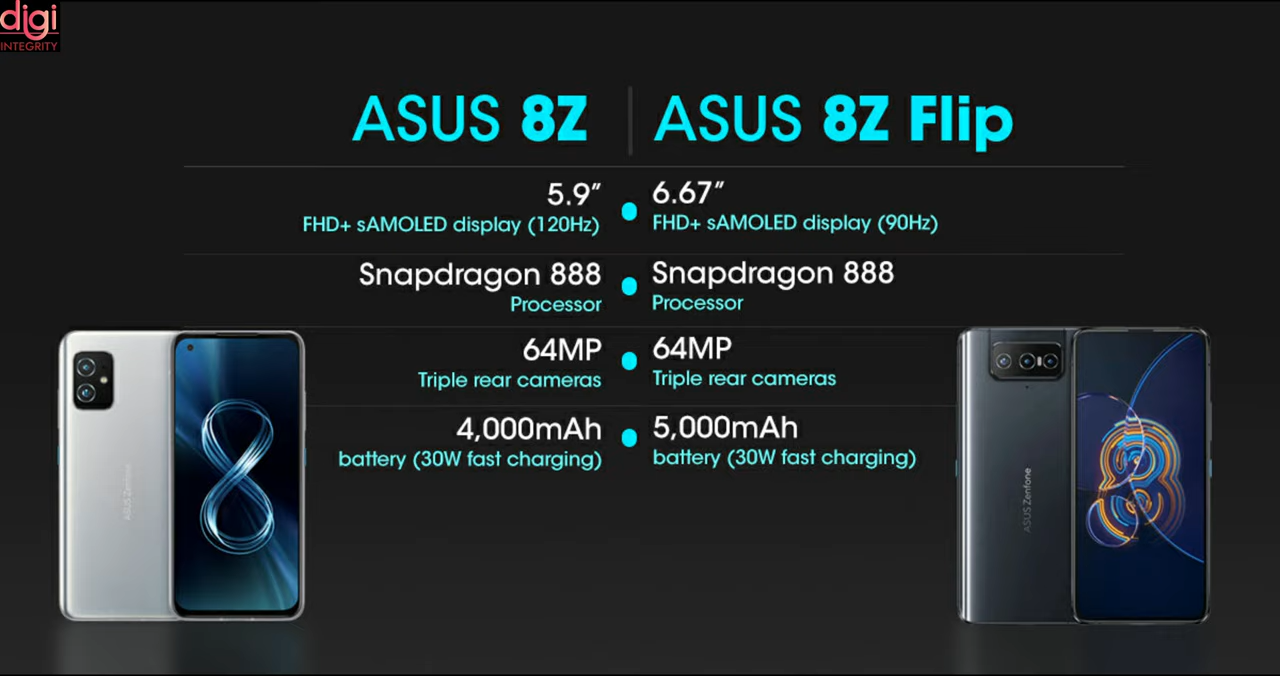 digi
INTEGRITY
ASUS 8Z
ASUS 8Z Flip
5.9”
FHD+ sAMOLED display (120Hz)
6.67”
FHD+ sAMOLED display (90Hz)
Snapdragon 888
Processor
Snapdragon 888
Processor
64MP
Triple rear cameras
64MP
Triple rear cameras
4,000mAh
battery (30W fast charging)
5,000mAh
battery (30W fast charging)
ASUS Zenfone
ASUS Zenfone